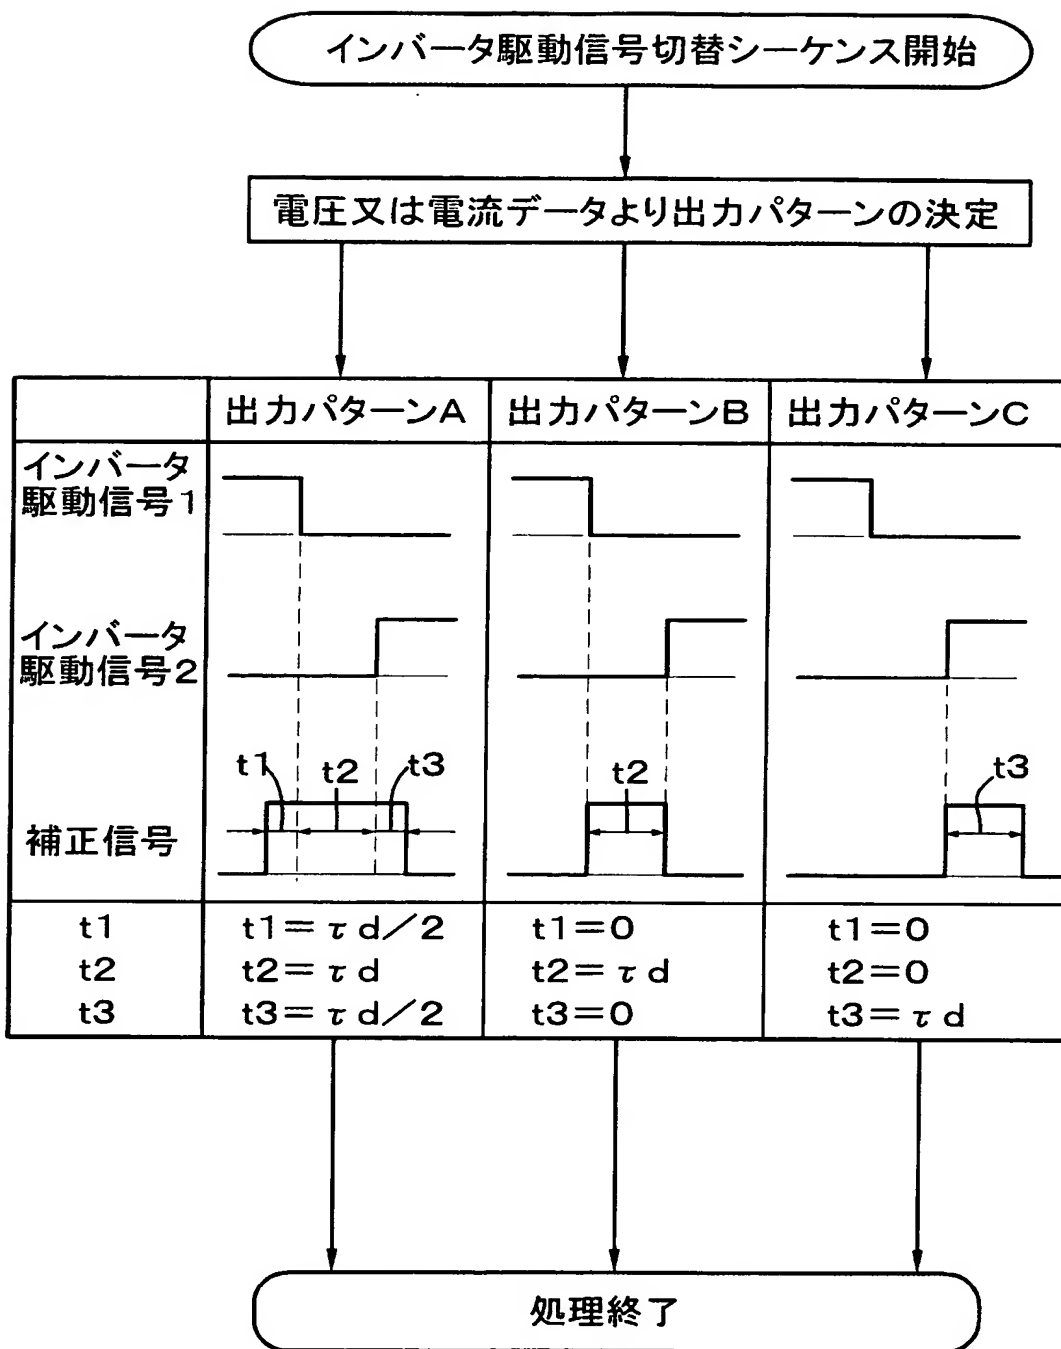 インバータ駆動信号切替シーケンス開始
電圧又は電流データより出力パターンの決定
出力パターンA 出力パターンB 出力パターンC
インバータ
駆動信号1
インバータ
駆動信号2
t1 t2 t3 t2 t3
補正信号
t1 t1=τd/2 t1=0 t1=0
t2 t2=τd t2=τd t2=0
t3 t3=τd/2 t3=0 t3=τd
処理終了